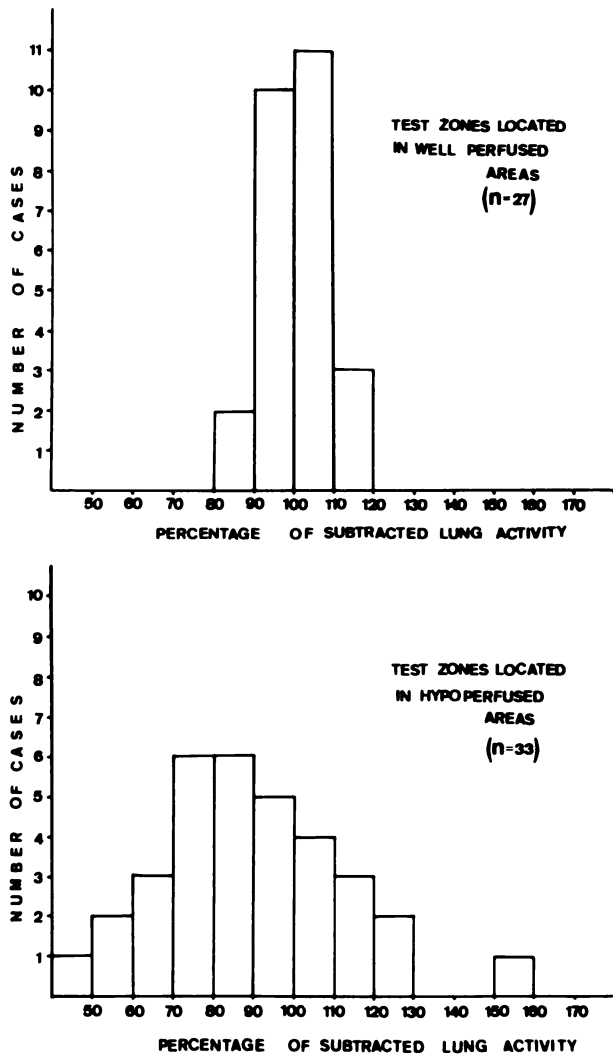 11
10
9
8
7
6
5
4
3
2
1
NUMBER OF CASES
TEST ZONES LOCATED
IN WELL PERFUSED
AREAS
(n=27)
50 60 70 80 90 100 110 120 130 140 150 160 170
PERCENTAGE OF SUBTRACTED LUNG ACTIVITY
10
9
8
7
6
5
4
3
2
1
NUMBER OF CASES
TEST ZONES LOCATED
IN HYPOPERFUSED
AREAS
(n=33)
50 60 70 80 90 100 110 120 130 140 150 160 170
PERCENTAGE OF SUBTRACTED LUNG ACTIVITY